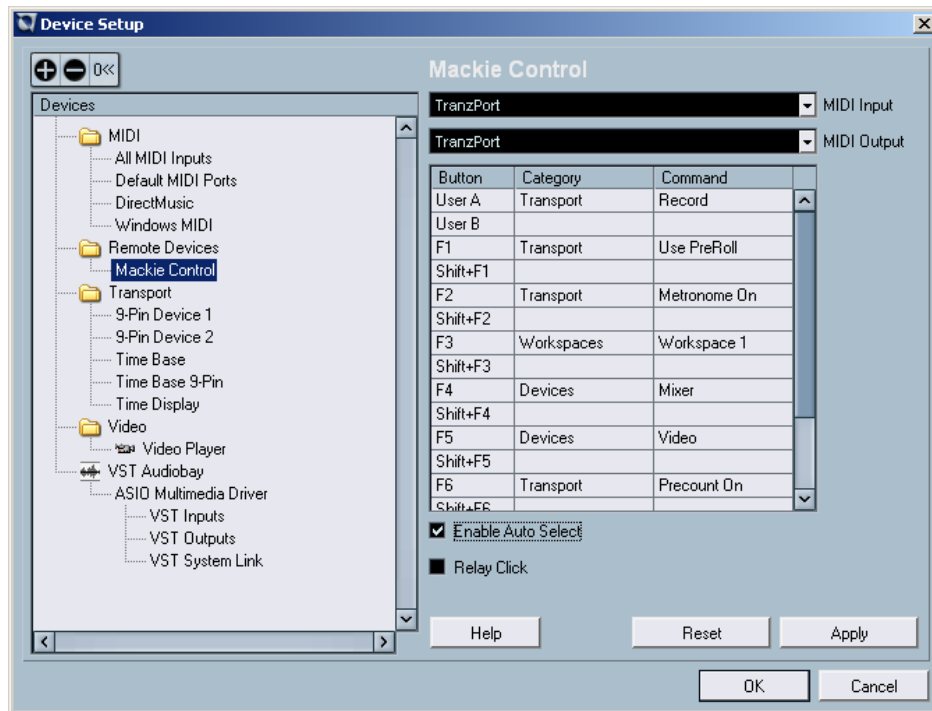 Device Setup
0<<
Mackie Control
Devices
MIDI
All MIDI Inputs
Default MIDI Ports
DirectMusic
Windows MIDI
Remote Devices
Mackie Control
Transport
9-Pin Device 1
9-Pin Device 2
Time Base
Time Base 9-Pin
Time Display
Video
Video Player
VST Audiobay
ASIO Multimedia Driver
VST Inputs
VST Outputs
VST System Link
TranzPort MIDI Input
TranzPort MIDI Output
Button Category Command
User A Transport Record
User B
F1 Transport Use PreRoll
Shift+F1
F2 Transport Metronome On
Shift+F2
F3 Workspaces Workspace 1
Shift+F3
F4 Devices Mixer
Shift+F4
F5 Devices Video
Shift+F5
F6 Transport Precount On
Shift+F6
Enable Auto Select
Relay Click
Help Reset Apply
OK Cancel